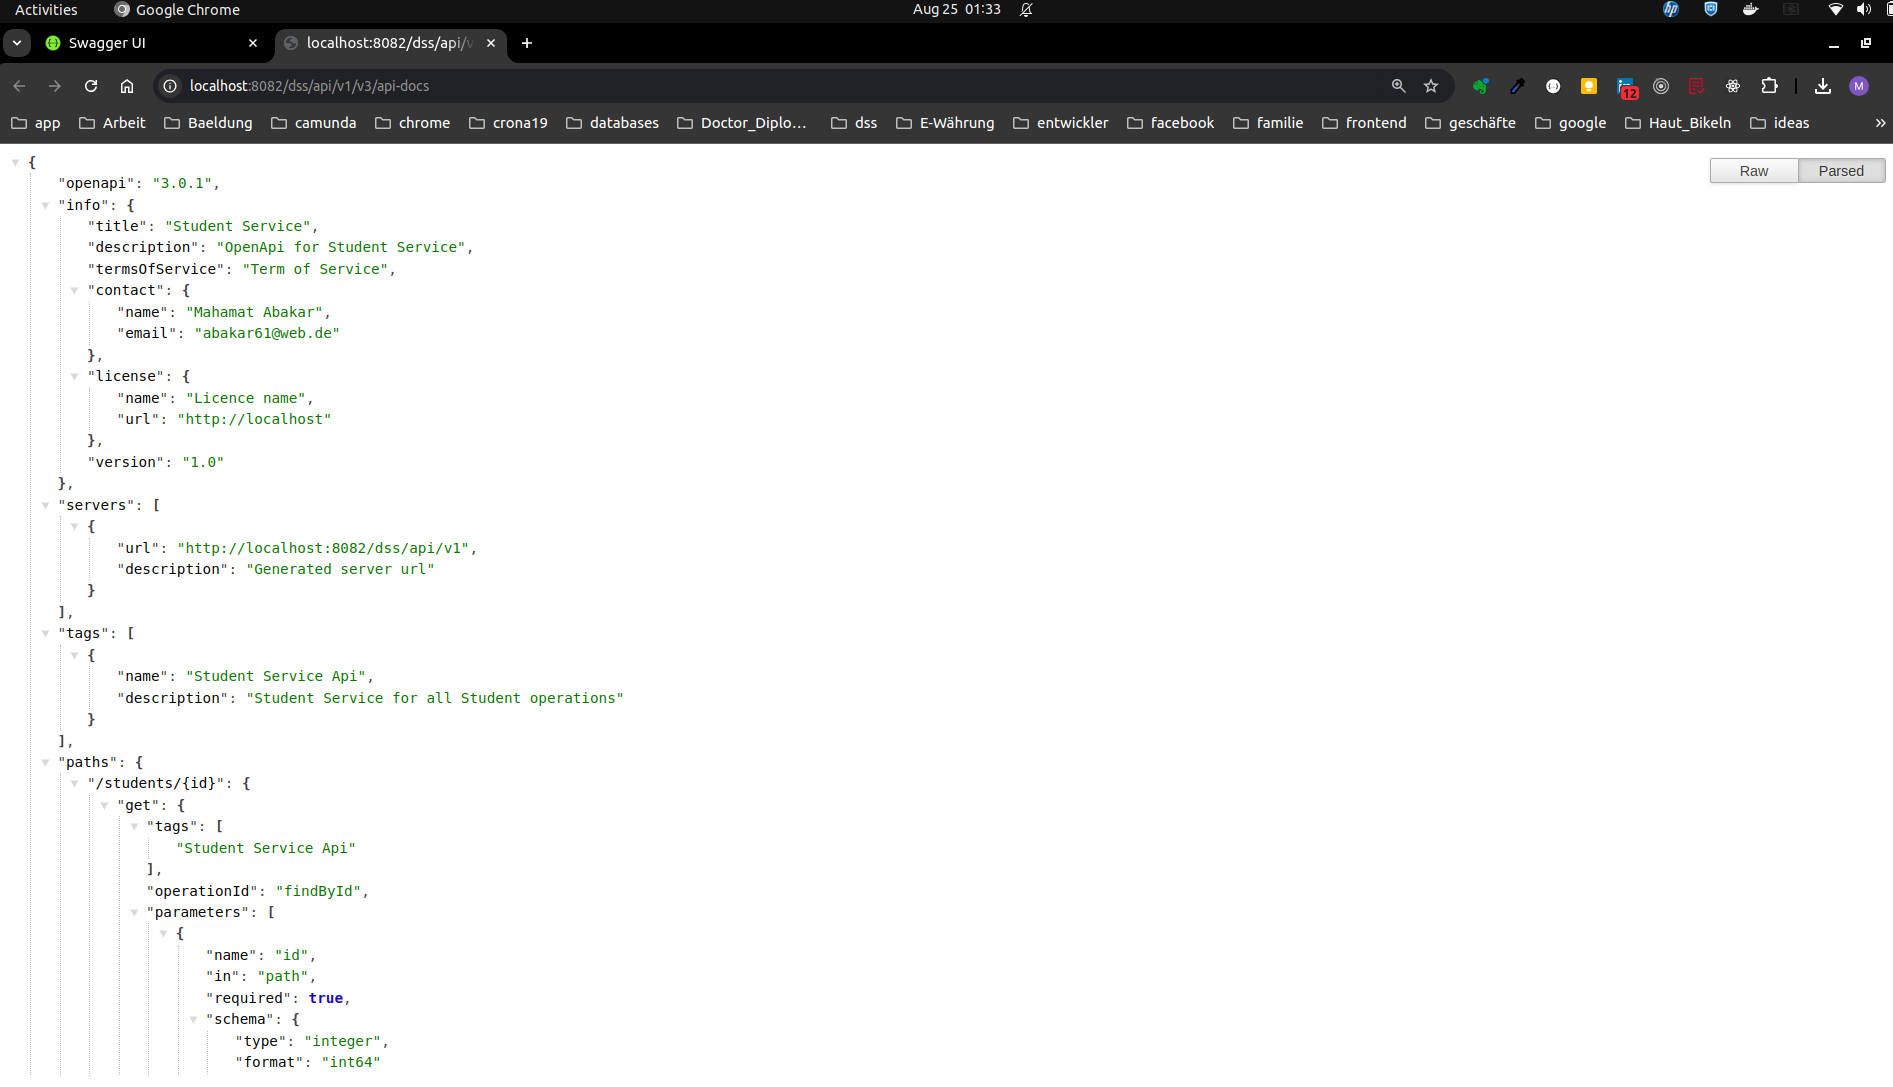 Activities Google Chrome Aug 25 01:33
Swagger UI localhost:8082/dss/api/v
localhost:8082/dss/api/v1/v3/api-docs 12 M
app Arbeit Baeldung camunda chrome crona19 databases Doctor_Diplo... dss E-Währung entwickler facebook familie frontend geschäfte google Haut_Bikeln ideas »
Raw Parsed
{
"openapi": "3.0.1",
"info": {
"title": "Student Service",
"description": "OpenApi for Student Service",
"termsOfService": "Term of Service",
"contact": {
"name": "Mahamat Abakar",
"email": "abakar61@web.de"
},
"license": {
"name": "Licence name",
"url": "http://localhost"
},
"version": "1.0"
},
"servers": [
{
"url": "http://localhost:8082/dss/api/v1",
"description": "Generated server url"
}
],
"tags": [
{
"name": "Student Service Api",
"description": "Student Service for all Student operations"
}
],
"paths": {
"/students/{id}": {
"get": {
"tags": [
"Student Service Api"
],
"operationId": "findById",
"parameters": [
{
"name": "id",
"in": "path",
"required": true,
"schema": {
"type": "integer",
"format": "int64"